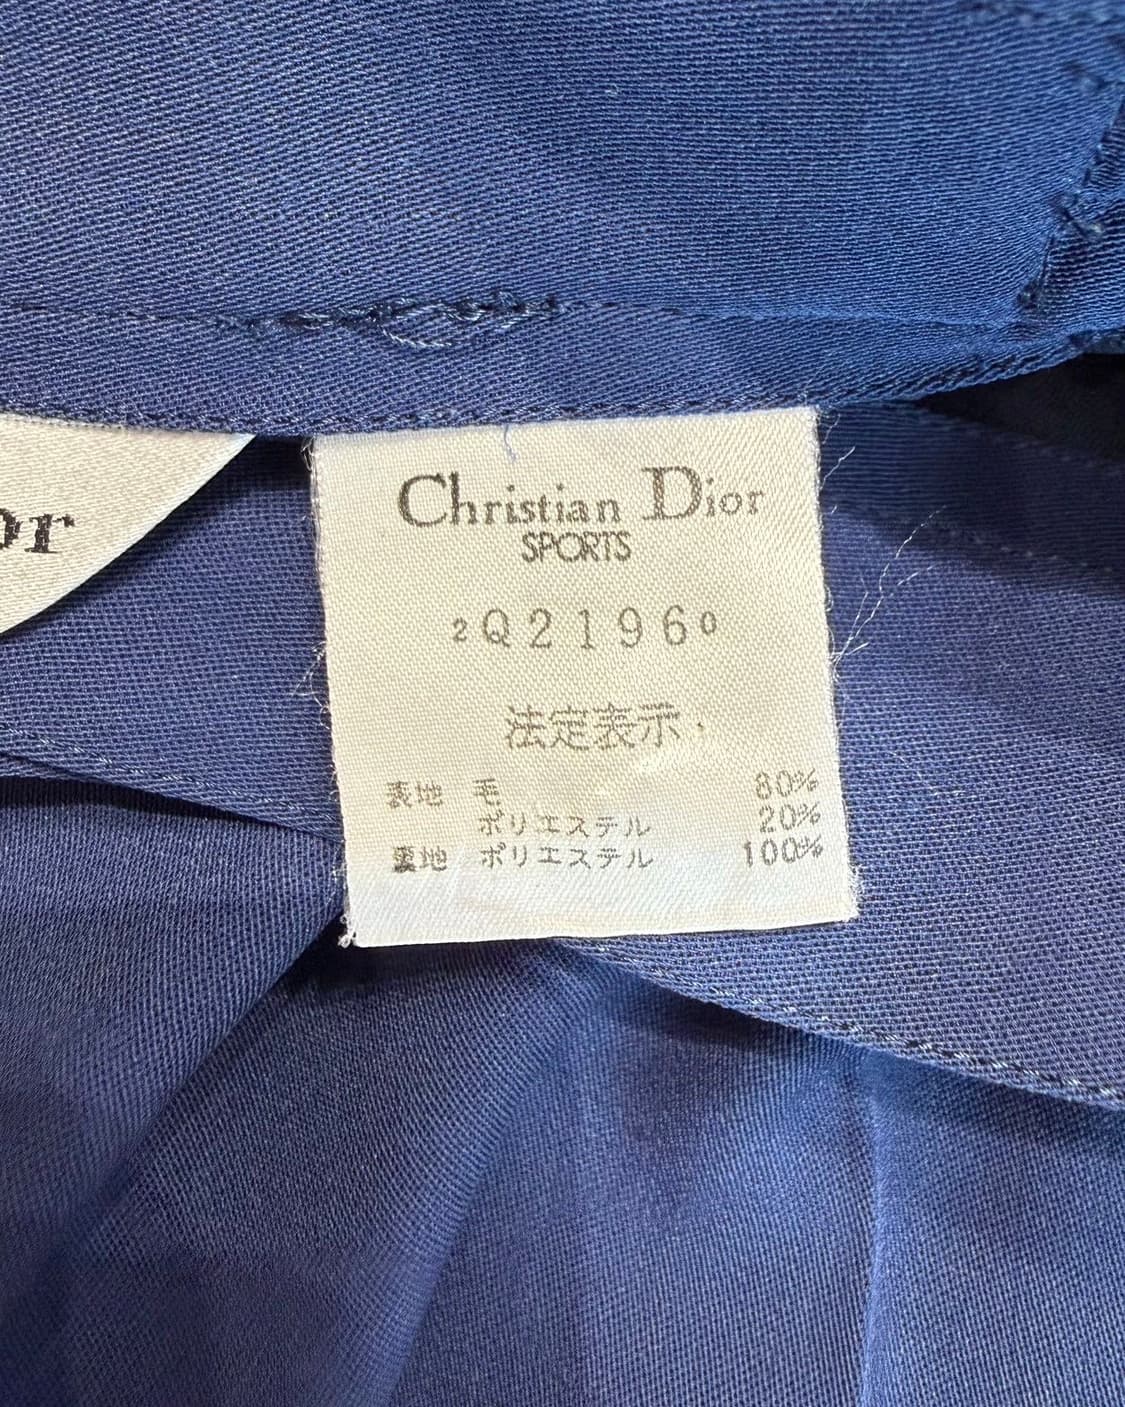 or
Christian Dior
SPORTS
2Q21960
法定表示
表地 毛 80%
ポリエステル 20%
裏地 ポリエステル 100%